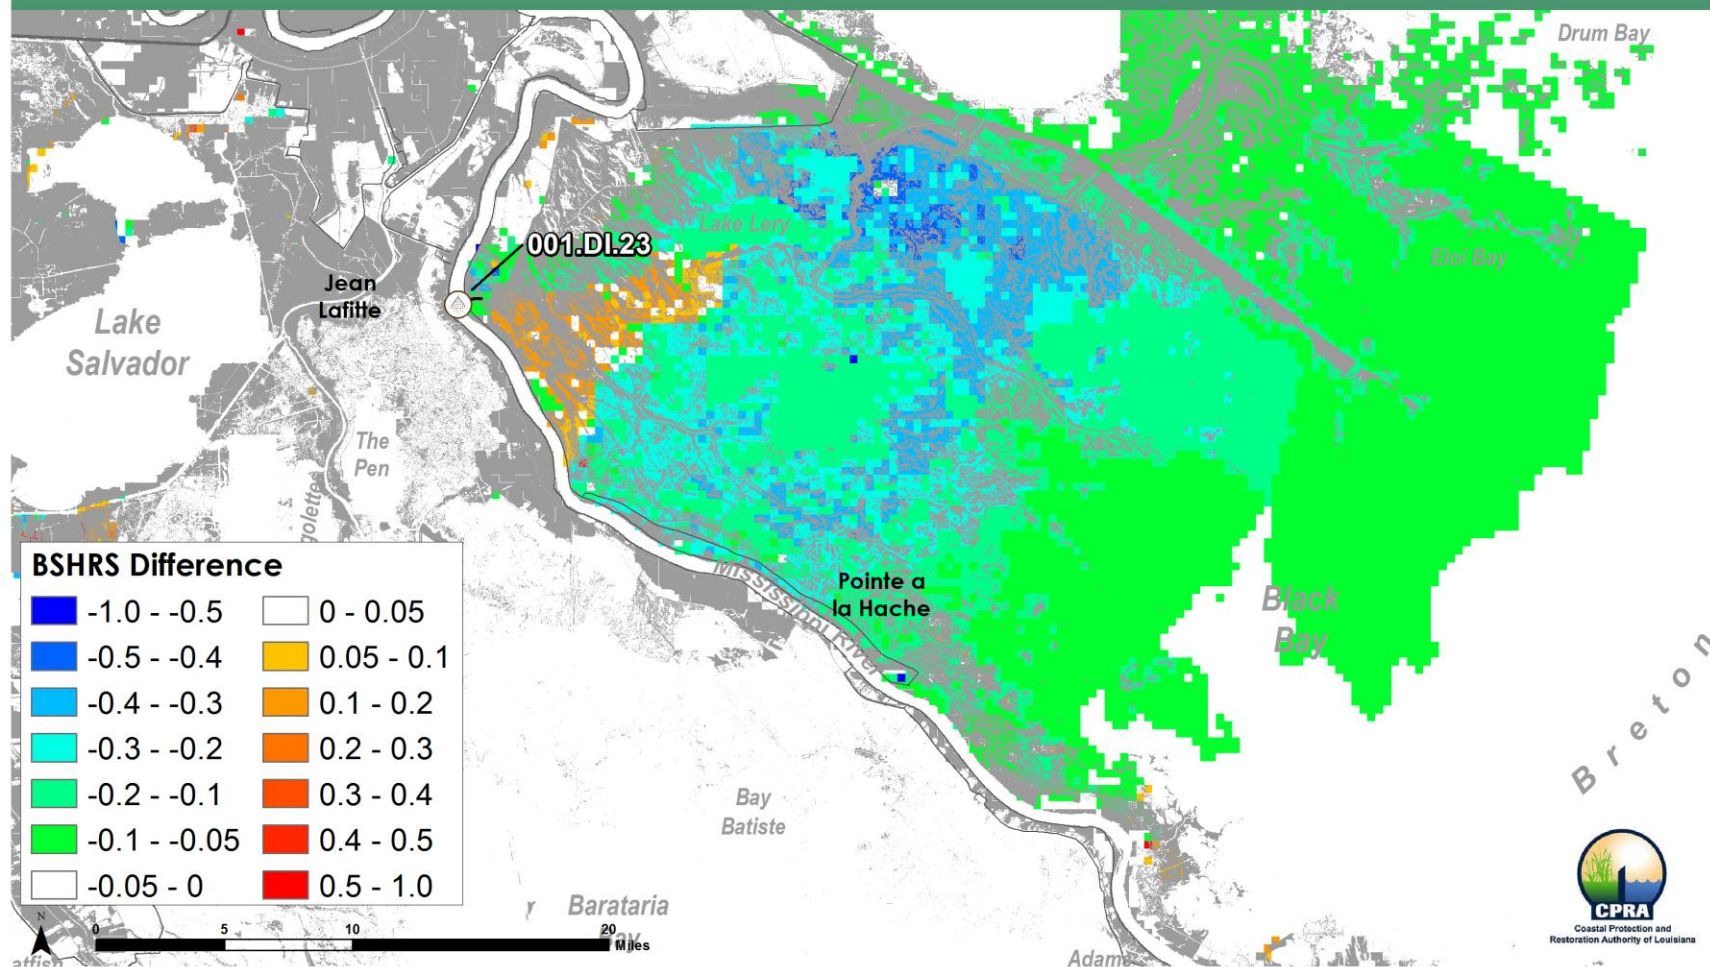 Drum Bay
Lake Lery
001.DI.23
Eloi Bay
Jean
Lafitte
Lake
Salvador
The
Pen
golettes
BSHRS Difference
-1.0 - -0.5
0 - 0.05
-0.5 - -0.4
0.05 - 0.1
-0.4 - -0.3
0.1 - 0.2
-0.3 - -0.2
0.2 - 0.3
-0.2 - -0.1
0.3 - 0.4
-0.1 - -0.05
0.4 - 0.5
-0.05 - 0
0.5 - 1.0
Mississippi River
Pointe a
la Hache
Black
Bay
Breton
Bay
Batiste
Barataria
Bay
N
0 5 10 20
Miles
atfish
Adams
CPRA
Coastal Protection and
Restoration Authority of Louisiana